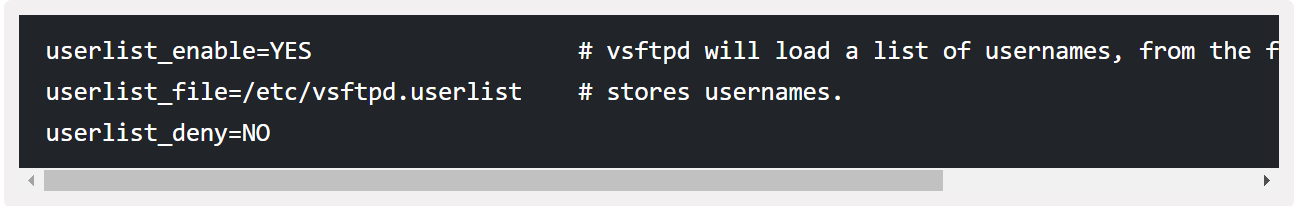 userlist_enable=YES                   # vsftpd will load a list of usernames, from the f
userlist_file=/etc/vsftpd.userlist    # stores usernames.
userlist_deny=NO